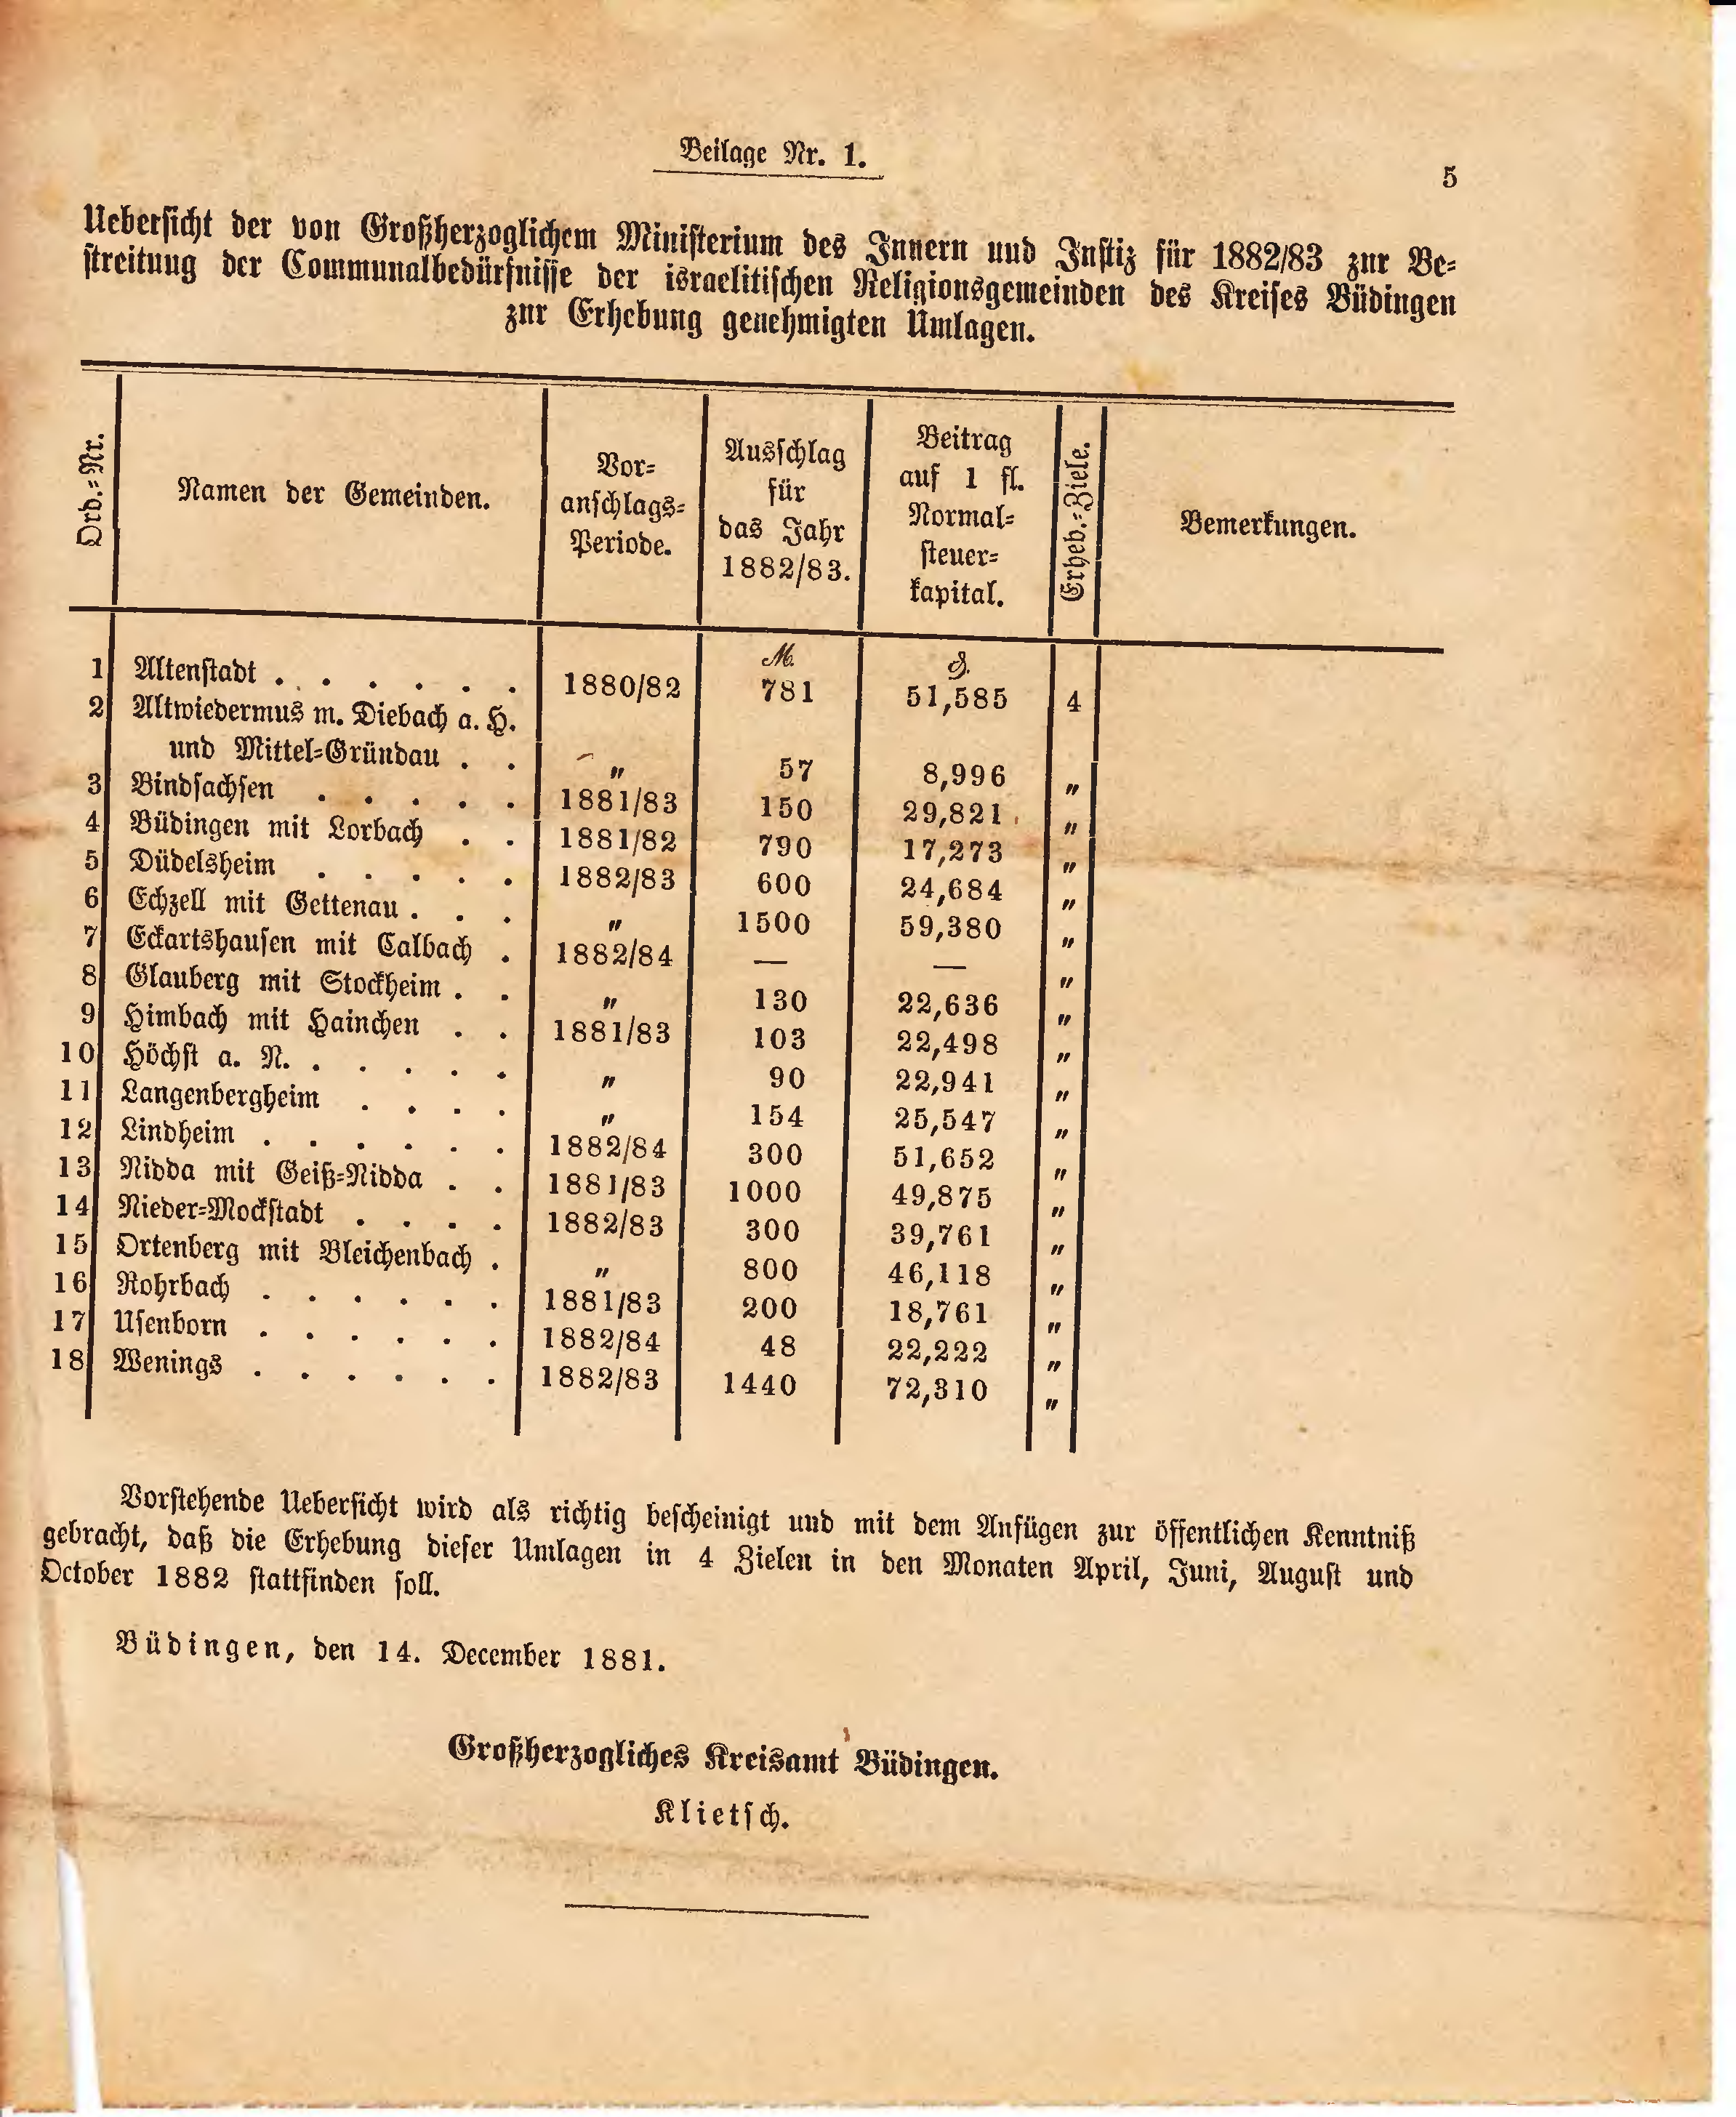 Beilage Nr. 1.
5
Uebersicht der von Großherzoglichem Ministerium des Innern und Justiz für 1882/83 zur Be-
streitung der Communalbedürfnisse der israelitischen Religionsgemeinden des Kreises Büdingen
zur Erhebung genehmigten Umlagen.
Ord.-Nr.
Namen der Gemeinden.
Vor-
anschlags-
Periode.
Ausschlag
für
das Jahr
1882/83.
Beitrag
auf 1 fl.
Normal-
steuer-
kapital.
Erheb.-Ziele.
Bemerkungen.
M. ₰.
1 Altenstadt . . . . . . 1880/82 781 51,585 4
2 Altwiedermus m. Diebach a. H.
und Mittel-Gründau . . „ 57 8,996 „
3 Bindsachsen . . . . . 1881/83 150 29,821 „
4 Büdingen mit Lorbach . . 1881/82 790 17,273 „
5 Düdelsheim . . . . . 1882/83 600 24,684 „
6 Echzell mit Gettenau . . . „ 1500 59,380 „
7 Eckartshausen mit Calbach . 1882/84 — — „
8 Glauberg mit Stockheim . . „ 130 22,636 „
9 Himbach mit Hainchen . . 1881/83 103 22,498 „
10 Höchst a. N. . . . . . „ 90 22,941 „
11 Langenbergheim . . . . „ 154 25,547 „
12 Lindheim . . . . . . 1882/84 300 51,652 „
13 Nidda mit Geiß-Nidda . . 1881/83 1000 49,875 „
14 Nieder-Mockstadt . . . . 1882/83 300 39,761 „
15 Ortenberg mit Bleichenbach . „ 800 46,118 „
16 Rohrbach . . . . . . 1881/83 200 18,761 „
17 Usenborn . . . . . . 1882/84 48 22,222 „
18 Wenings . . . . . . 1882/83 1440 72,310 „
Vorstehende Uebersicht wird als richtig bescheinigt und mit dem Anfügen zur öffentlichen Kenntniß
gebracht, daß die Erhebung dieser Umlagen in 4 Zielen in den Monaten April, Juni, August und
October 1882 stattfinden soll.
Büdingen, den 14. December 1881.
Großherzogliches Kreisamt Büdingen.
Klietsch.